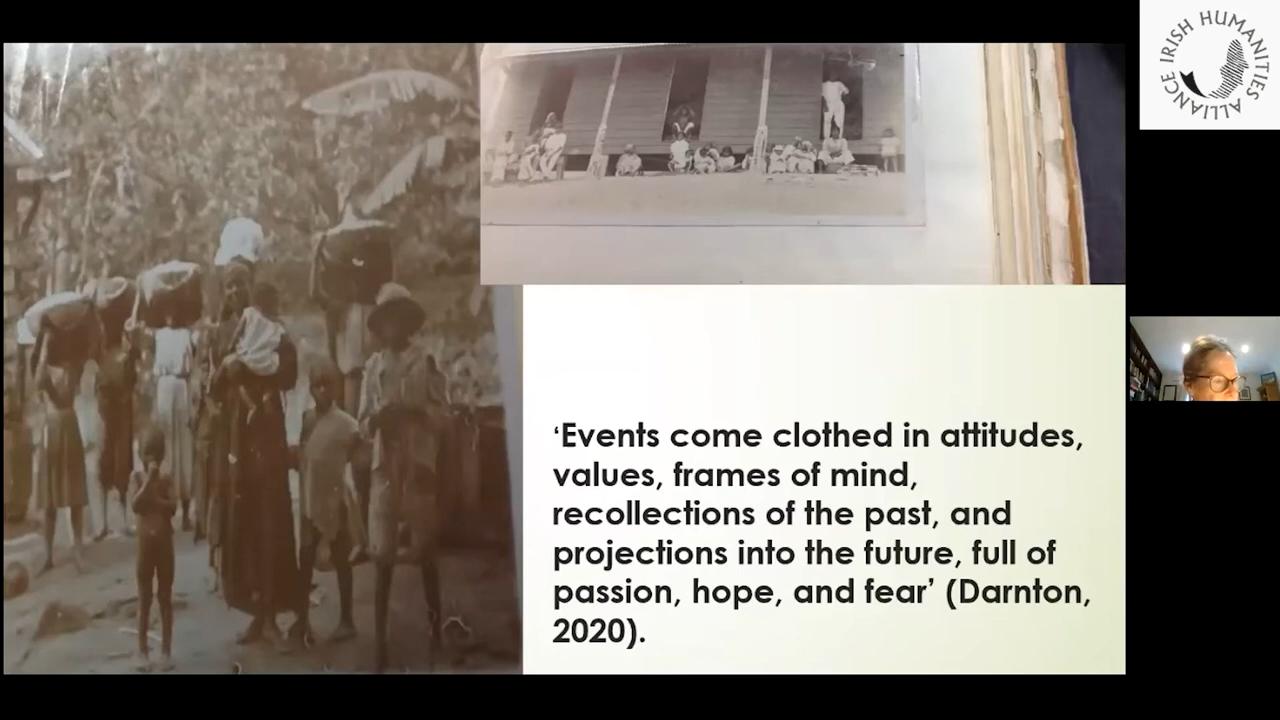 IRISH HUMANITIES ALLIANCE
‘Events come clothed in attitudes,
values, frames of mind,
recollections of the past, and
projections into the future, full of
passion, hope, and fear’ (Darnton,
2020).